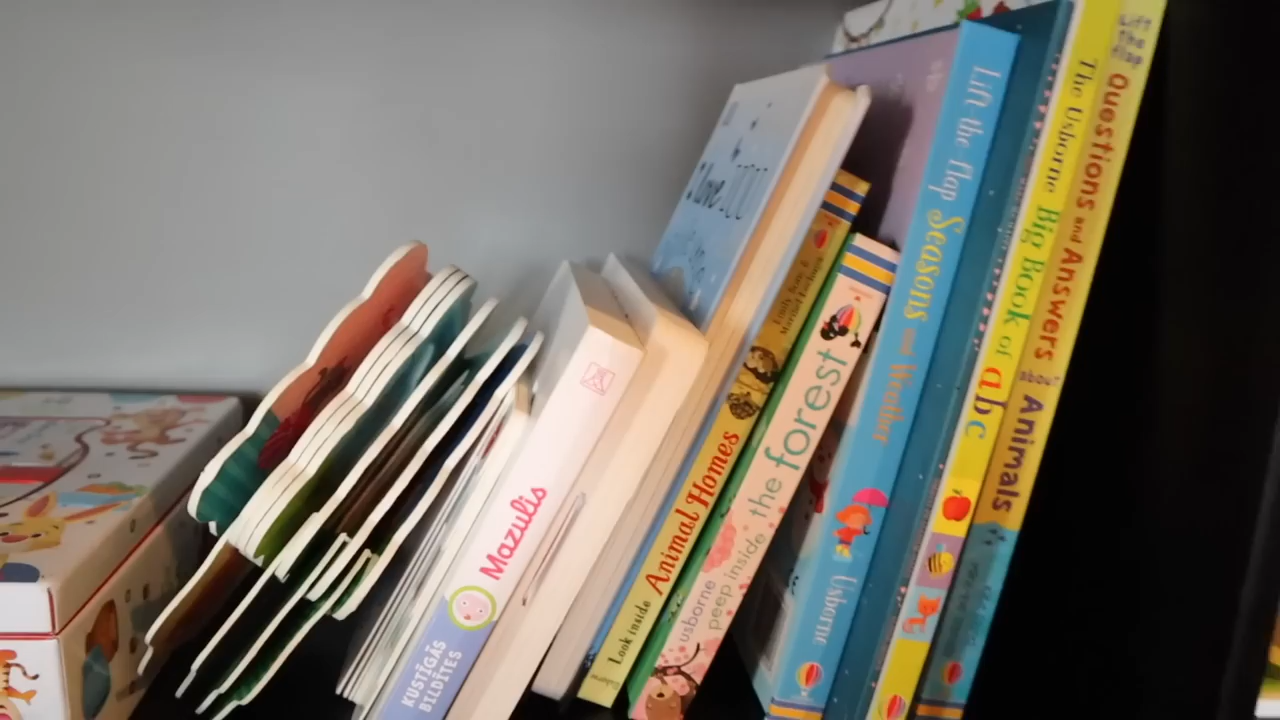 Mazulis
KUSTĪGĀS
BILDĪTES
I love
Look inside Animal Homes
usborne
peep inside the forest
Lift the flap Seasons and Weather
Usborne
The Usborne Big Book of abc
Lift
The
flap
Questions and Answers about Animals